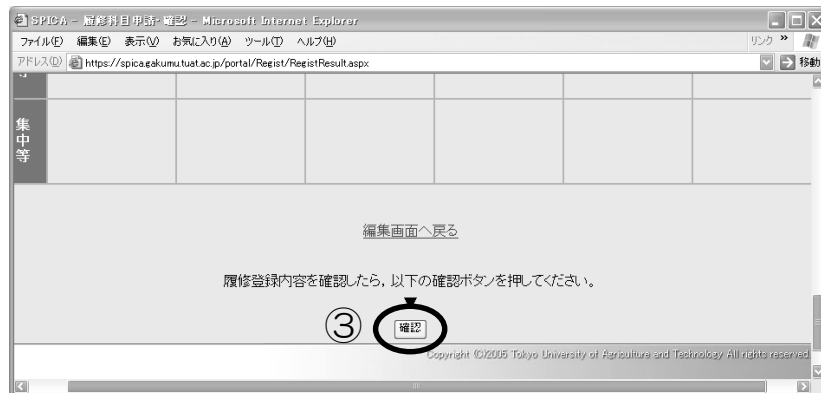 SPICA - 履修科目申請・確認 - Microsoft Internet Explorer
ファイル(F) 編集(E) 表示(V) お気に入り(A) ツール(T) ヘルプ(H) リンク »
アドレス(D) https://spica.gakumu.tuat.ac.jp/portal/Regist/RegistResult.aspx 移動
集中等
編集画面へ戻る
履修登録内容を確認したら，以下の確認ボタンを押してください。
③ 確認
Copyright (C)2005 Tokyo University of Agriculture and Technology All rights reserved